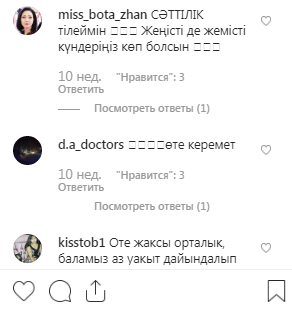 miss_bota_zhan СӘТТІЛІК
тілеймін □□□ Жеңісті де жемісті
күндеріңіз көп болсын □□□
10 нед. "Нравится": 3
Ответить
Посмотреть ответы (1)
d.a_doctors □□□□өте керемет
10 нед. "Нравится": 3
Ответить
Посмотреть ответы (1)
kisstob1 Оте жаксы орталык,
баламыз аз уакыт дайындалып